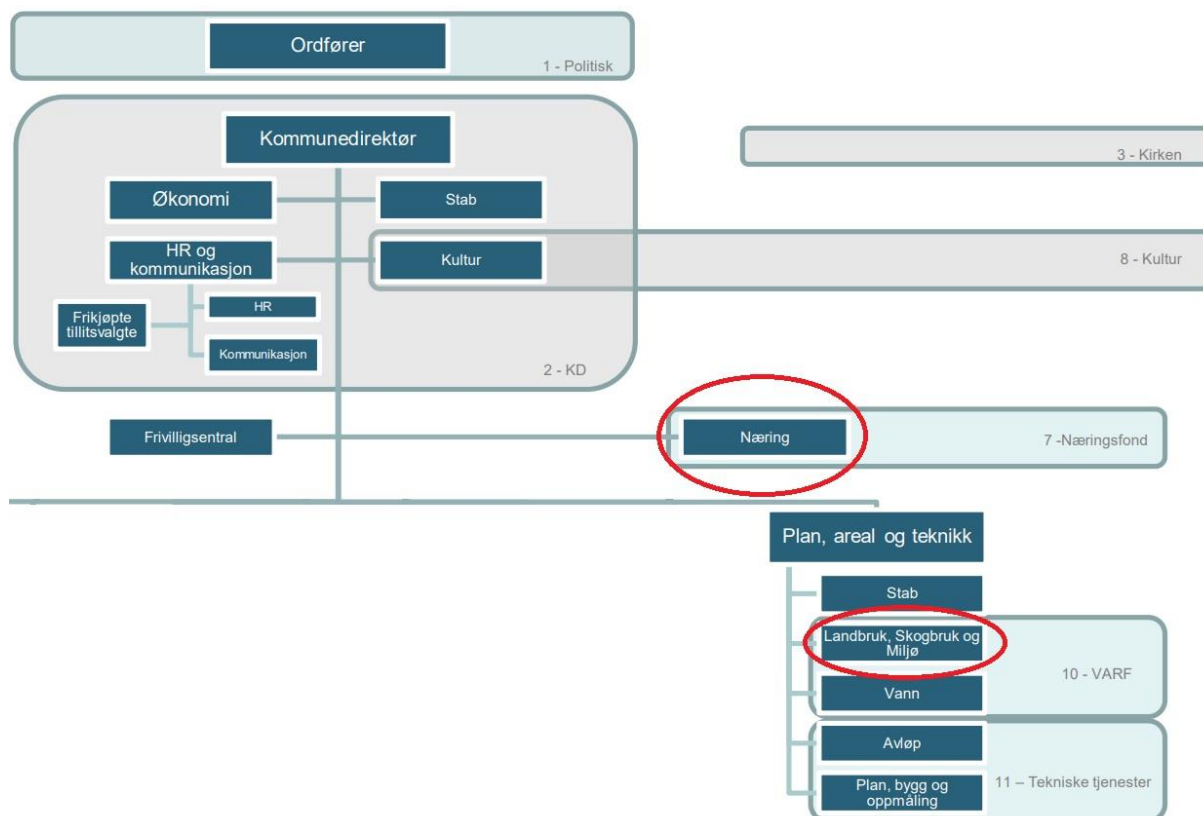 Ordfører
1 - Politisk
Kommunedirektør
3 - Kirken
Økonomi
Stab
HR og
kommunikasjon
Kultur
8 - Kultur
Frikjøpte
tillitsvalgte
HR
Kommunikasjon
2 - KD
Frivilligsentral
Næring
7 -Næringsfond
Plan, areal og teknikk
Stab
Landbruk, Skogbruk og
Miljø
10 - VARF
Vann
Avløp
11 – Tekniske tjenester
Plan, bygg og
oppmåling